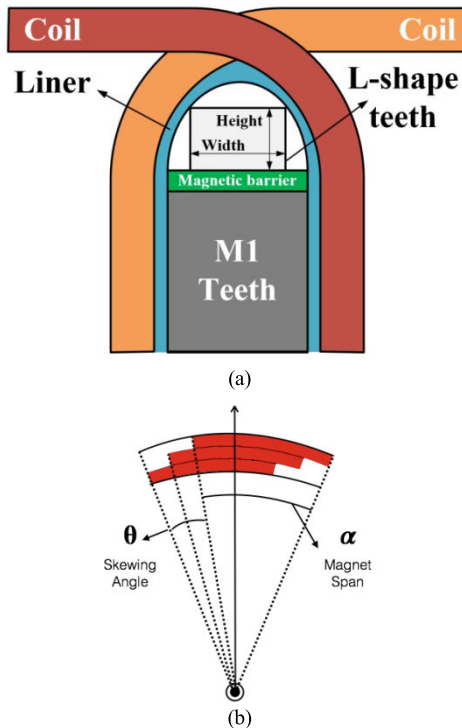 Coil
Coil
Liner
L-shape
teeth
Height
Width
Magnetic barrier
M1
Teeth
(a)
θ
Skewing
Angle
α
Magnet
Span
(b)